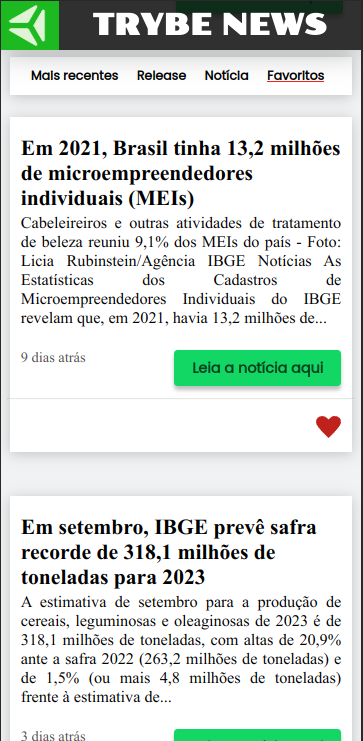 TRYBE NEWS
Mais recentes Release Notícia Favoritos
Em 2021, Brasil tinha 13,2 milhões
de microempreendedores
individuais (MEIs)
Cabeleireiros e outras atividades de tratamento
de beleza reuniu 9,1% dos MEIs do país - Foto:
Licia Rubinstein/Agência IBGE Notícias As
Estatísticas dos Cadastros de
Microempreendedores Individuais do IBGE
revelam que, em 2021, havia 13,2 milhões de...
9 dias atrás
Leia a notícia aqui
Em setembro, IBGE prevê safra
recorde de 318,1 milhões de
toneladas para 2023
A estimativa de setembro para a produção de
cereais, leguminosas e oleaginosas de 2023 é de
318,1 milhões de toneladas, com altas de 20,9%
ante a safra 2022 (263,2 milhões de toneladas) e
de 1,5% (ou mais 4,8 milhões de toneladas)
frente à estimativa de...
3 dias atrás